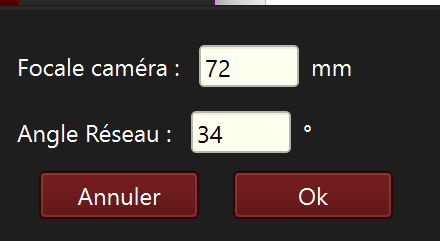 Focale caméra : 72 mm
Angle Réseau : 34 °
Annuler Ok